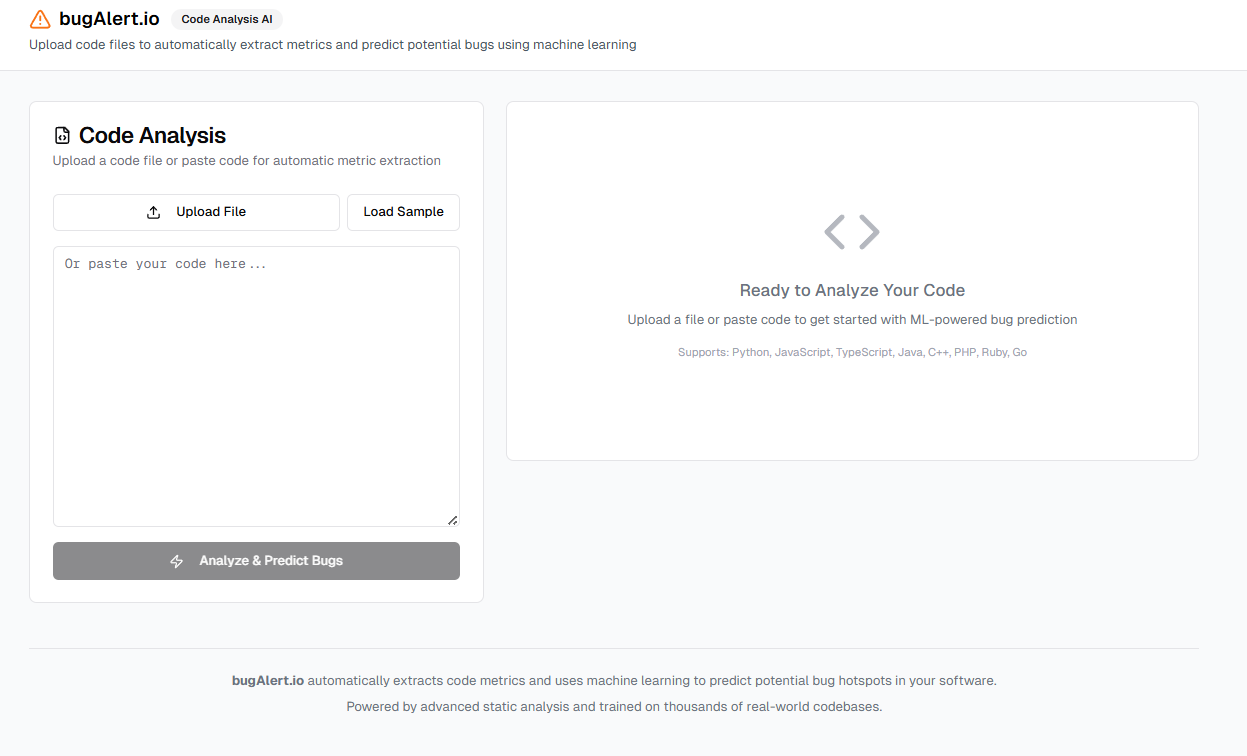 bugAlert.io Code Analysis AI
Upload code files to automatically extract metrics and predict potential bugs using machine learning
Code Analysis
Upload a code file or paste code for automatic metric extraction
Upload File
Load Sample
Or paste your code here...
Analyze & Predict Bugs
Ready to Analyze Your Code
Upload a file or paste code to get started with ML-powered bug prediction
Supports: Python, JavaScript, TypeScript, Java, C++, PHP, Ruby, Go
bugAlert.io automatically extracts code metrics and uses machine learning to predict potential bug hotspots in your software.
Powered by advanced static analysis and trained on thousands of real-world codebases.